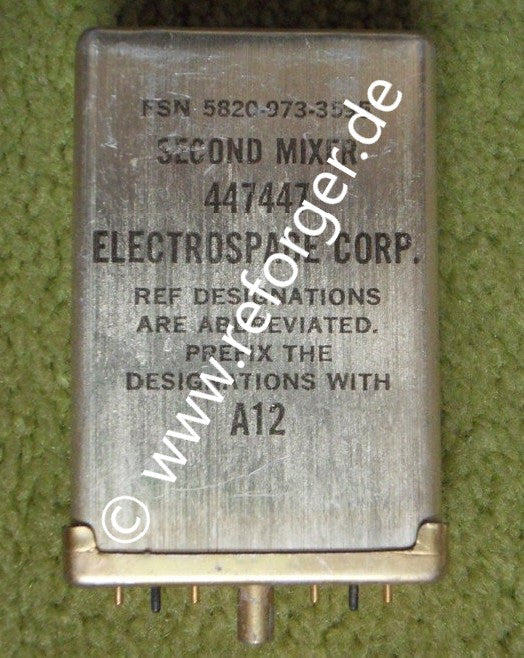 FSN 5820-973-3595
SECOND MIXER
447447
ELECTROSPACE CORP.
REF DESIGNATIONS
ARE ABBREVIATED.
PREFIX THE
DESIGNATIONS WITH
A12
© www.reforger.de